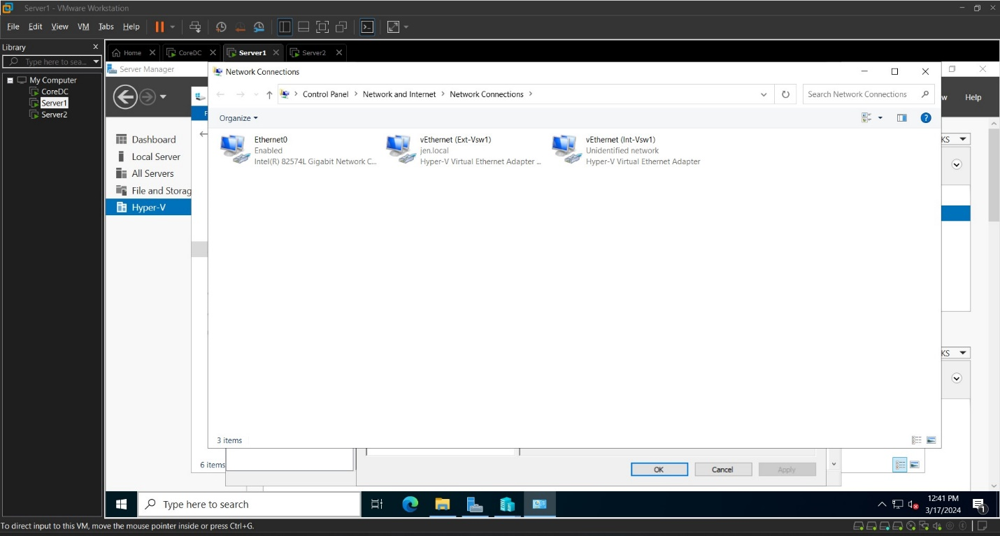 Server1 - VMware Workstation
File Edit View VM Tabs Help
Library
Type here to sea...
My Computer
CoreDC
Server1
Server2
Home CoreDC Server1 Server2
Server Manager
Help
Dashboard
Local Server
All Servers
File and Storag
Hyper-V
KS
KS
6 items
Network Connections
Control Panel > Network and Internet > Network Connections >
Search Network Connections
Organize
Ethernet0
Enabled
Intel(R) 82574L Gigabit Network C...
vEthernet (Ext-Vsw1)
jen.local
Hyper-V Virtual Ethernet Adapter ...
vEthernet (Int-Vsw1)
Unidentified network
Hyper-V Virtual Ethernet Adapter
3 items
OK Cancel Apply
Type here to search
12:41 PM
3/17/2024
1
To direct input to this VM, move the mouse pointer inside or press Ctrl+G.